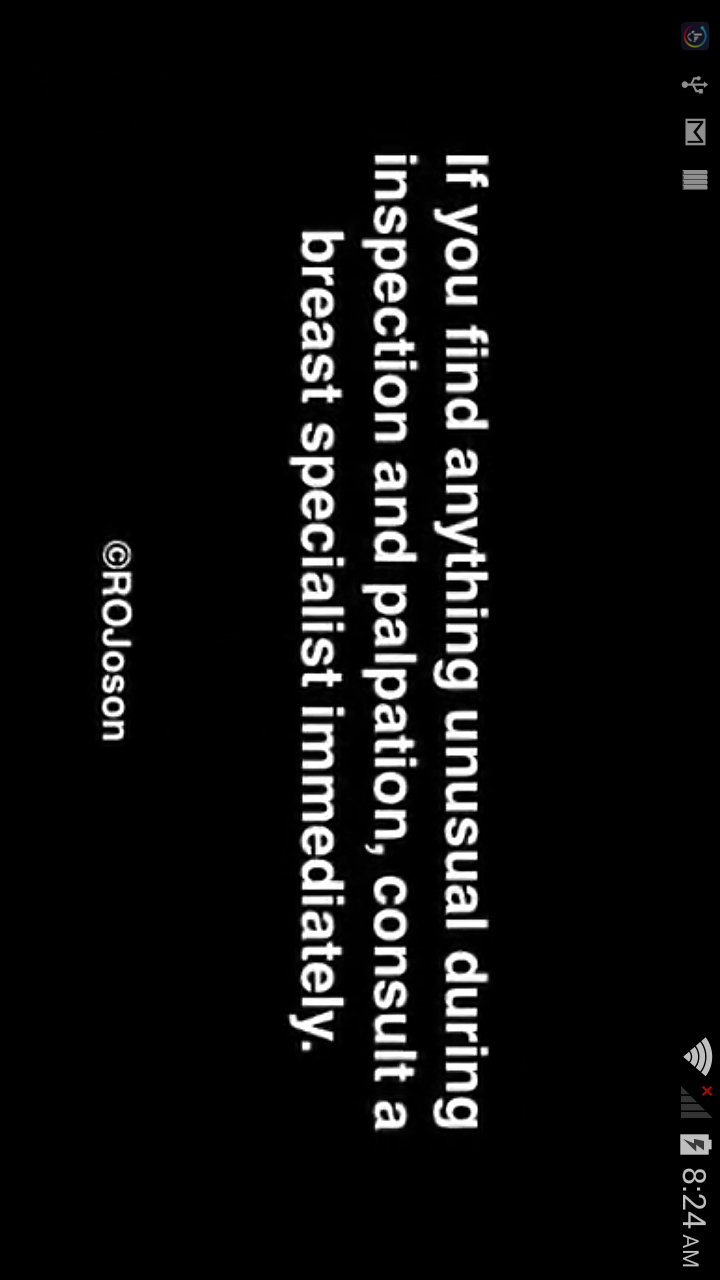 8:24 AM
If you find anything unusual during
inspection and palpation, consult a
breast specialist immediately.
©ROJoson